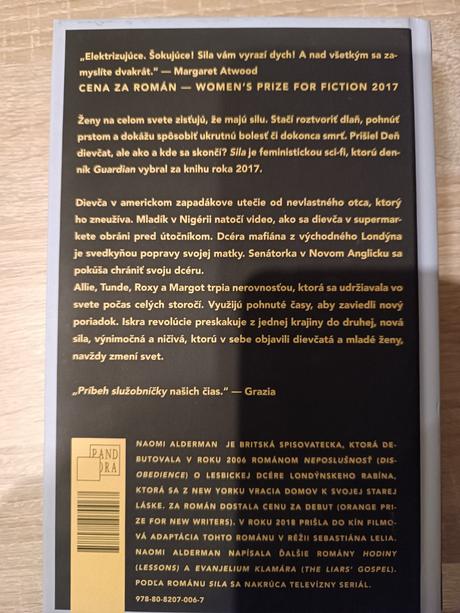 „Elektrizujúce. Šokujúce! Sila vám vyrazí dych! A nad všetkým sa za-
myslíte dvakrát.“ — Margaret Atwood
CENA ZA ROMÁN — WOMEN'S PRIZE FOR FICTION 2017
Ženy na celom svete zisťujú, že majú silu. Stačí roztvoriť dlaň, pohnúť
prstom a dokážu spôsobiť ukrutnú bolesť či dokonca smrť. Prišiel Deň
dievčat, ale ako a kde sa skončí? Sila je feministickou sci-fi, ktorú den-
ník Guardian vybral za knihu roka 2017.
Dievča v americkom zapadákove utečie od nevlastného otca, ktorý
ho zneužíva. Mladík v Nigérii natočí video, ako sa dievča v supermar-
kete obráni pred útočníkom. Dcéra mafiána z východného Londýna
je svedkyňou popravy svojej matky. Senátorka v Novom Anglicku sa
pokúša chrániť svoju dcéru.
Allie, Tunde, Roxy a Margot trpia nerovnosťou, ktorá sa udržiavala vo
svete počas celých storočí. Využijú pohnuté časy, aby zaviedli nový
poriadok. Iskra revolúcie preskakuje z jednej krajiny do druhej, nová
sila, výnimočná a ničivá, ktorú v sebe objavili dievčatá a mladé ženy,
navždy zmení svet.
„Príbeh služobníčky našich čias.“ — Grazia
PAND
ORA
NAOMI ALDERMAN JE BRITSKÁ SPISOVATEĽKA, KTORÁ DE-
BUTOVALA V ROKU 2006 ROMÁNOM NEPOSLUŠNOSŤ (DIS-
OBEDIENCE) O LESBICKEJ DCÉRE LONDÝNSKEHO RABÍNA,
KTORÁ SA Z NEW YORKU VRACIA DOMOV K SVOJEJ STAREJ
LÁSKE. ZA ROMÁN DOSTALA CENU ZA DEBUT (ORANGE PRI-
ZE FOR NEW WRITERS). V ROKU 2018 PRIŠLA DO KÍN FILMO-
VÁ ADAPTÁCIA TOHTO ROMÁNU V RÉŽII SEBASTIÁNA LELIA.
NAOMI ALDERMAN NAPÍSALA ĎALŠIE ROMÁNY HODINY
(LESSONS) A EVANJELIUM KLAMÁRA (THE LIARS' GOSPEL).
PODĽA ROMÁNU SILA SA NAKRÚCA TELEVÍZNY SERIÁL.
978-80-8207-006-7